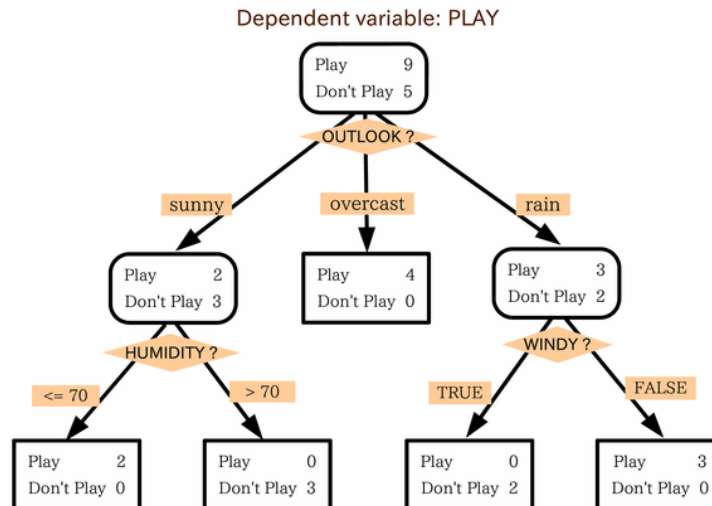 Dependent variable: PLAY
Play 9
Don't Play 5
OUTLOOK ?
sunny
overcast
rain
Play 2
Don't Play 3
Play 4
Don't Play 0
Play 3
Don't Play 2
HUMIDITY ?
WINDY ?
<= 70
> 70
TRUE
FALSE
Play 2
Don't Play 0
Play 0
Don't Play 3
Play 0
Don't Play 2
Play 3
Don't Play 0